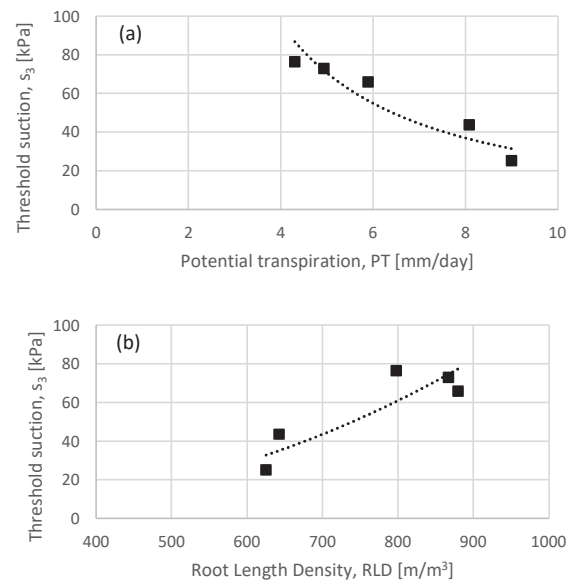 (a)
Threshold suction, s₃ [kPa]
100
80
60
40
20
0
0 2 4 6 8 10
Potential transpiration, PT [mm/day]
(b)
Threshold suction, s₃ [kPa]
100
80
60
40
20
0
400 500 600 700 800 900 1000
Root Length Density, RLD [m/m³]